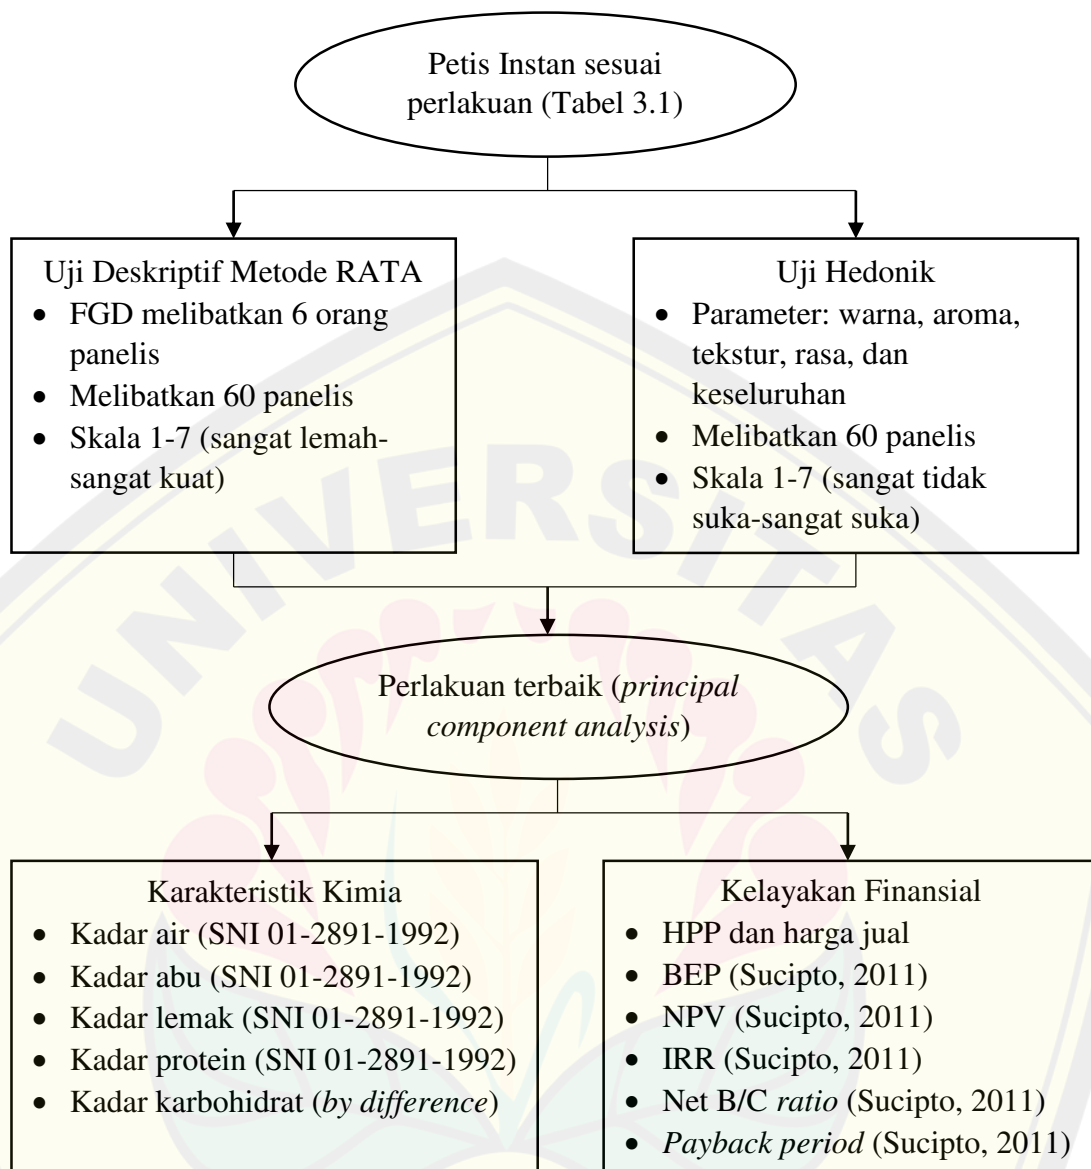 Petis Instan sesuai
perlakuan (Tabel 3.1)
Uji Deskriptif Metode RATA
• FGD melibatkan 6 orang
panelis
• Melibatkan 60 panelis
• Skala 1-7 (sangat lemah-
sangat kuat)
Uji Hedonik
• Parameter: warna, aroma,
tekstur, rasa, dan
keseluruhan
• Melibatkan 60 panelis
• Skala 1-7 (sangat tidak
suka-sangat suka)
UNIVERSITAS
Perlakuan terbaik (principal
component analysis)
Karakteristik Kimia
• Kadar air (SNI 01-2891-1992)
• Kadar abu (SNI 01-2891-1992)
• Kadar lemak (SNI 01-2891-1992)
• Kadar protein (SNI 01-2891-1992)
• Kadar karbohidrat (by difference)
Kelayakan Finansial
• HPP dan harga jual
• BEP (Sucipto, 2011)
• NPV (Sucipto, 2011)
• IRR (Sucipto, 2011)
• Net B/C ratio (Sucipto, 2011)
• Payback period (Sucipto, 2011)